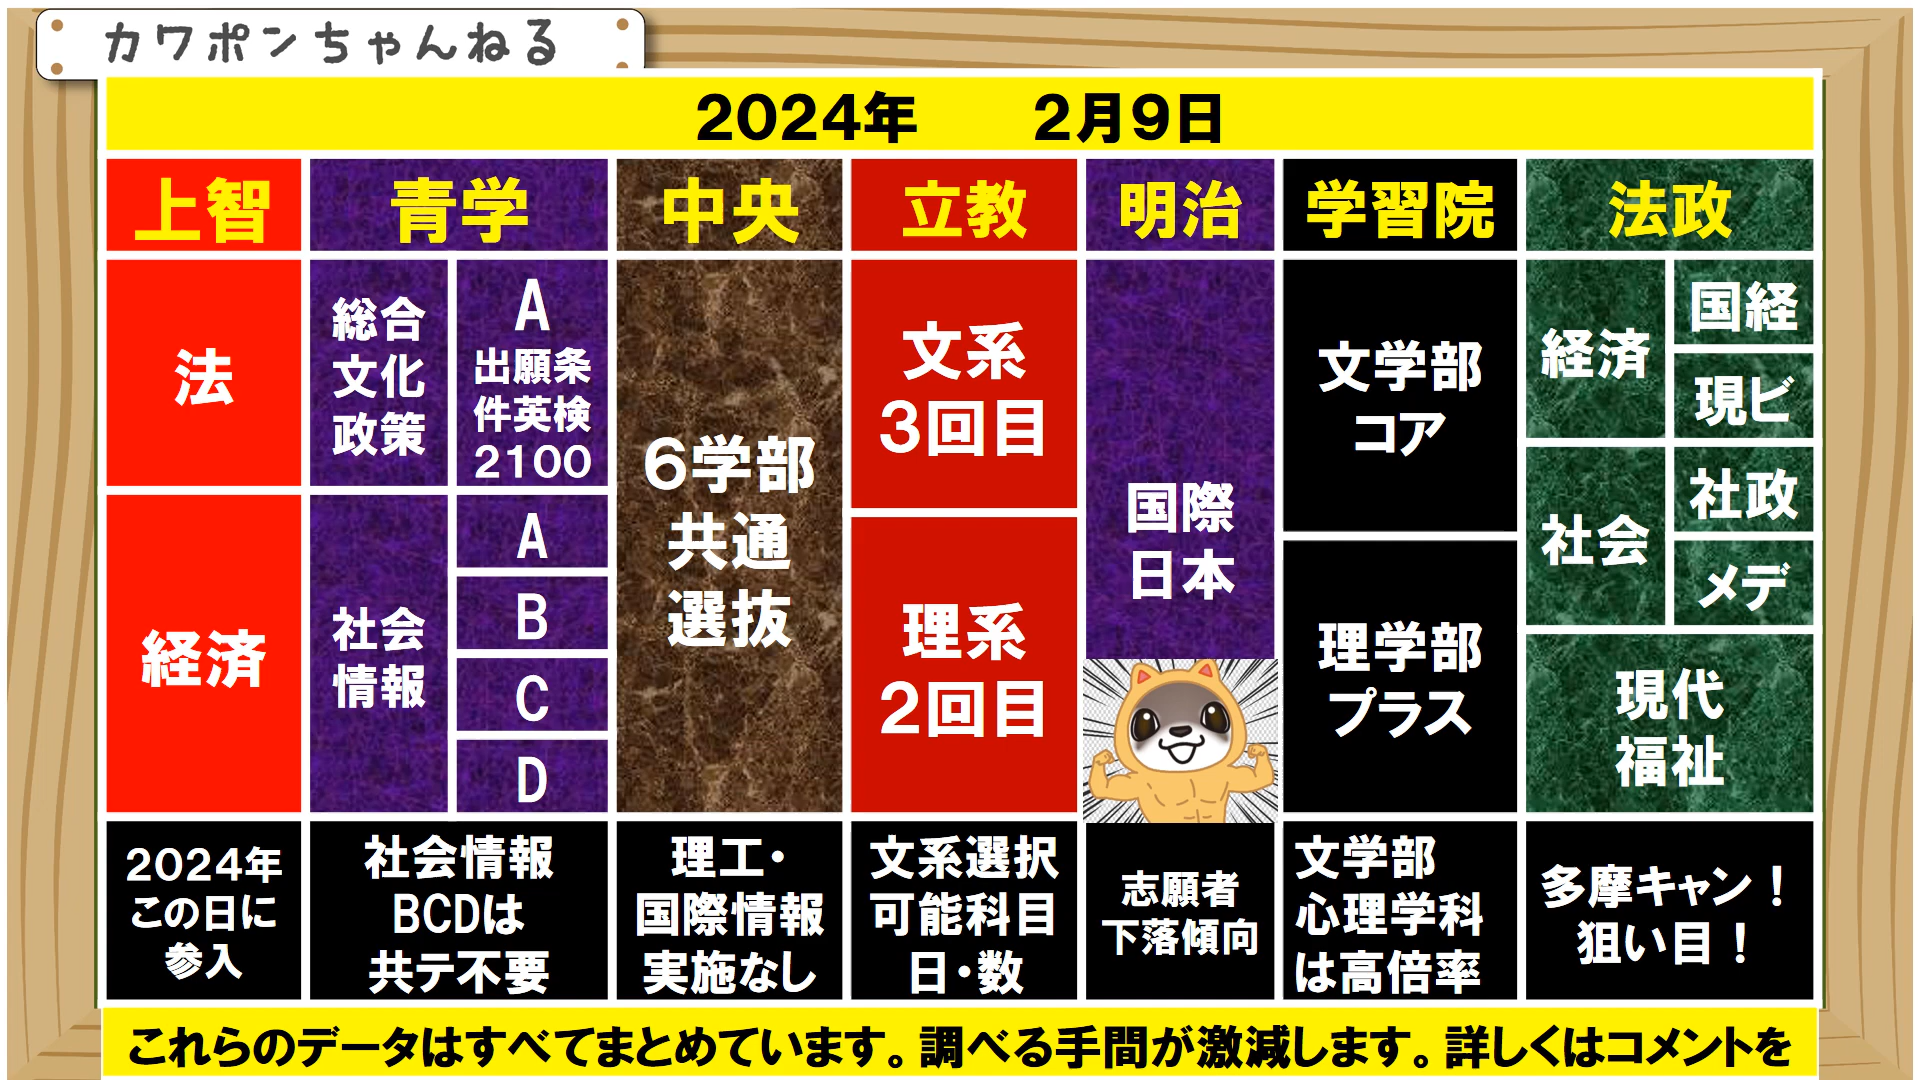 カワポンちゃんねる
2024年　2月9日
上智
青学
中央
立教
明治
学習院
法政
法
経済
総合
文化
政策
A
出願条
件英検
2100
社会
情報
A
B
C
D
6学部
共通
選抜
文系
3回目
理系
2回目
国際
日本
文学部
コア
理学部
プラス
経済
国経
現ビ
社会
社政
メデ
現代
福祉
2024年
この日に
参入
社会情報
BCDは
共テ不要
理工・
国際情報
実施なし
文系選択
可能科目
日・数
志願者
下落傾向
文学部
心理学科
は高倍率
多摩キャン！
狙い目！
これらのデータはすべてまとめています。調べる手間が激減します。詳しくはコメントを